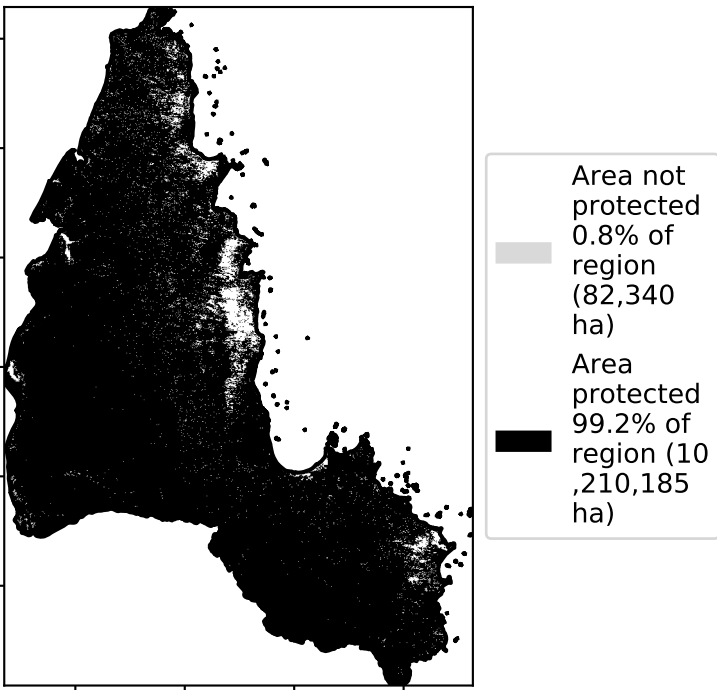 Area not
protected
0.8% of
region
(82,340
ha)
Area
protected
99.2% of
region (10
,210,185
ha)